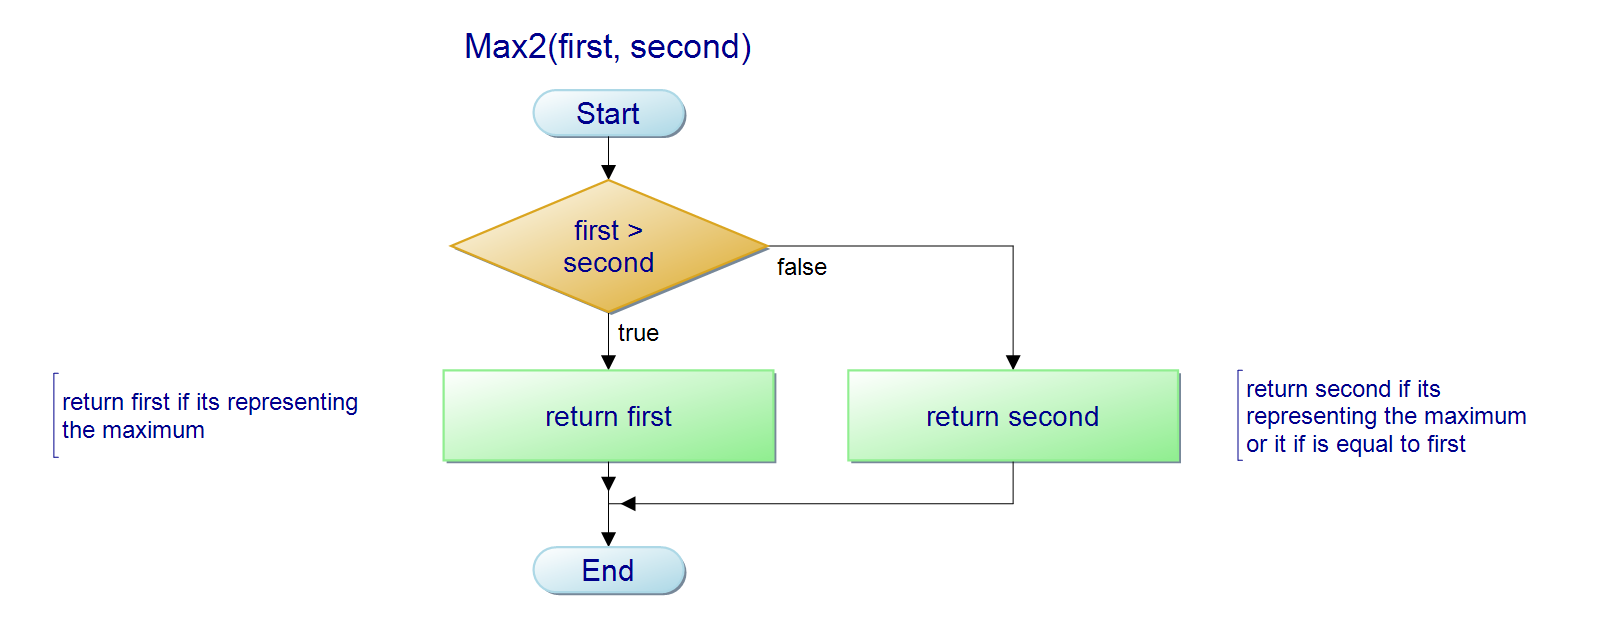 Max2(first, second)
Start
first >
second
false
true
return first if its representing
the maximum
return first
return second
return second if its
representing the maximum
or it if is equal to first
End